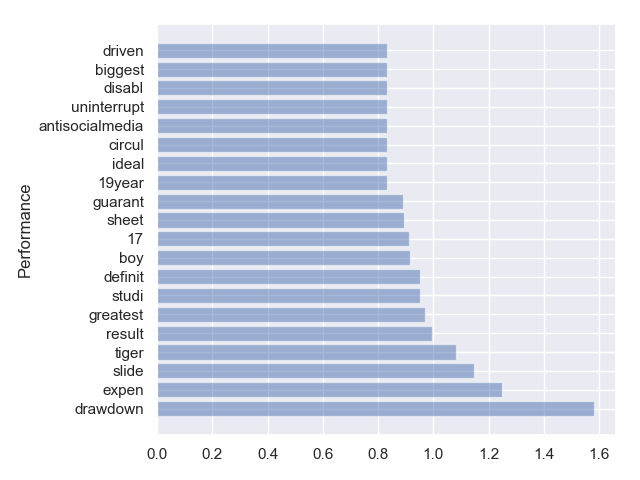 driven
biggest
disabl
uninterrupt
antisocialmedia
circul
ideal
19year
guarant
sheet
17
boy
definit
studi
greatest
result
tiger
slide
expen
drawdown
Performance
0.0 0.2 0.4 0.6 0.8 1.0 1.2 1.4 1.6